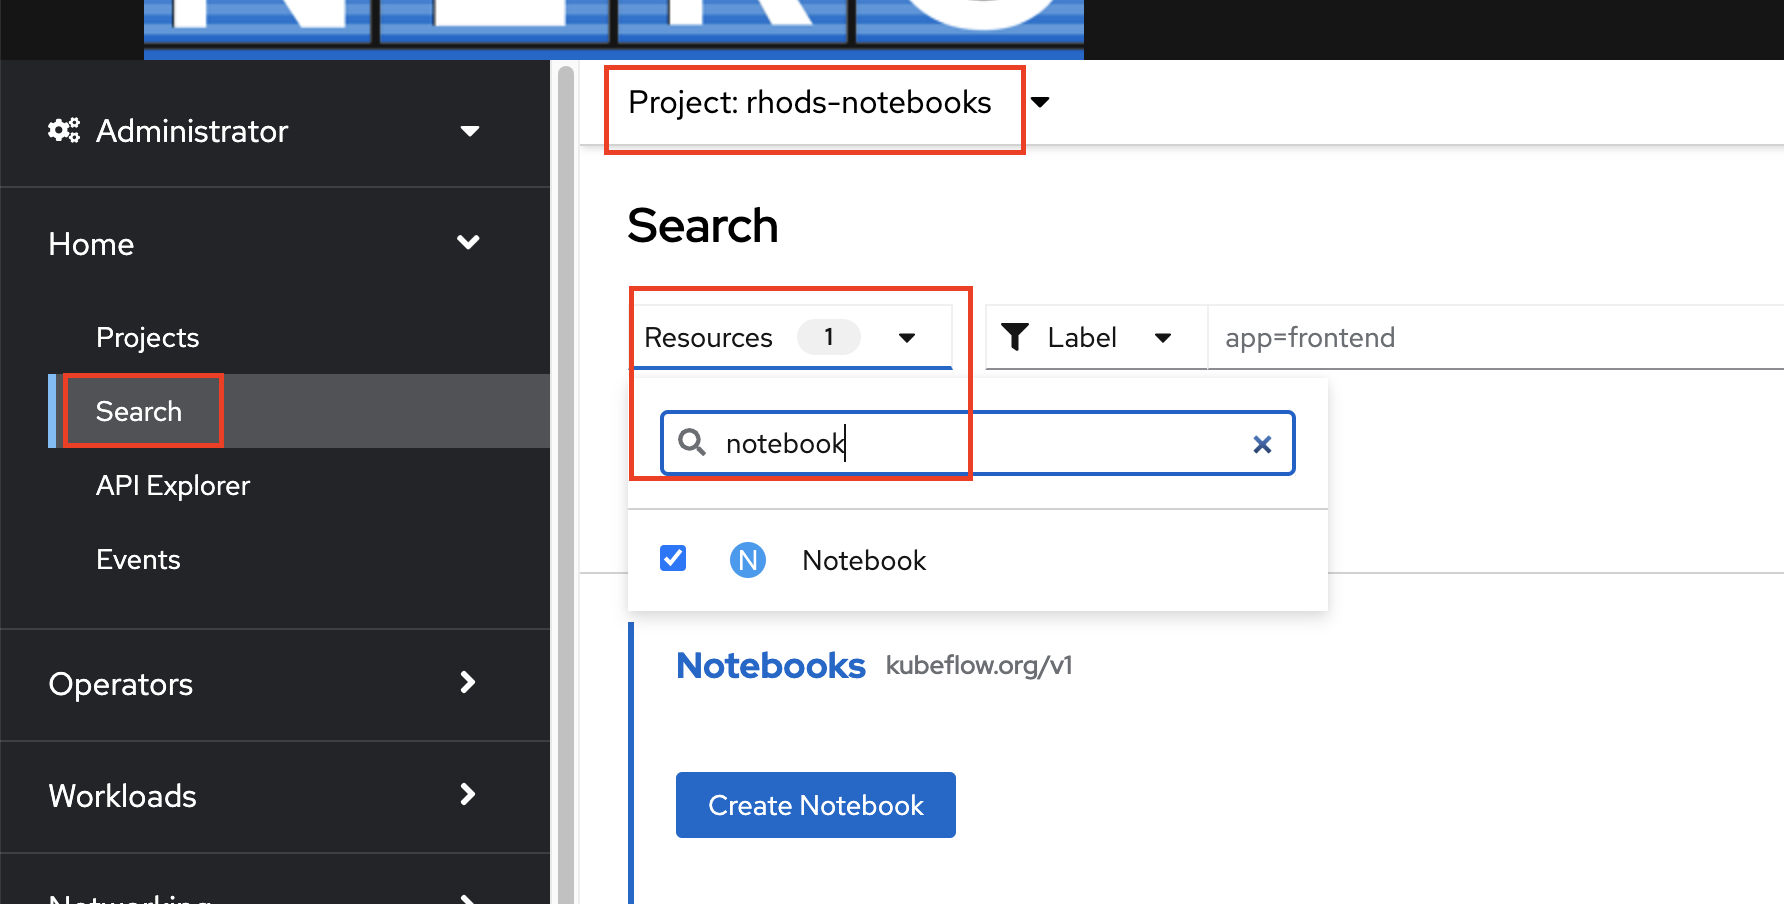 Project: rhods-notebooks
Administrator
Home
Projects
Search
API Explorer
Events
Operators
Workloads
Networking
Search
Resources 1
Label
app=frontend
notebook
N Notebook
Notebooks kubeflow.org/v1
Create Notebook